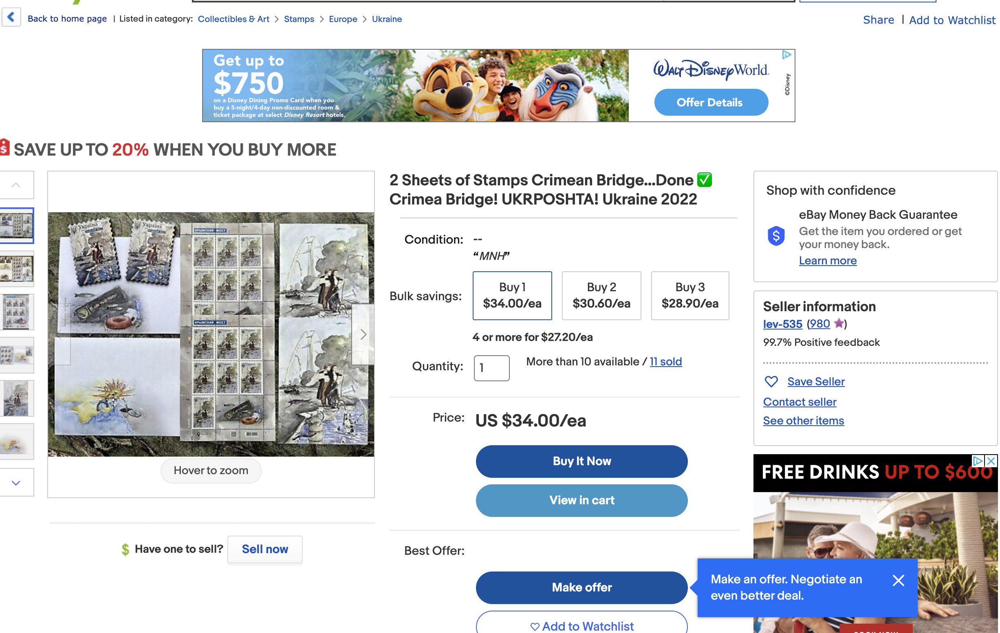 Back to home page | Listed in category: Collectibles & Art > Stamps > Europe > Ukraine
Share | Add to Watchlist
Get up to
$750
on a Disney Dining Promo Card when you
buy a 5-night/4-day non-discounted room &
ticket package at select Disney Resort hotels.
Walt Disney World
Offer Details
©Disney
SAVE UP TO 20% WHEN YOU BUY MORE
Україна
Україна
КРЫМСКИЙ МОСТ
КРЫМСКИЙ МОСТ
Hover to zoom
Have one to sell? Sell now
2 Sheets of Stamps Crimean Bridge...Done ✅
Crimea Bridge! UKRPOSHTA! Ukraine 2022
Condition: --
“MNH”
Bulk savings:
Buy 1
$34.00/ea
Buy 2
$30.60/ea
Buy 3
$28.90/ea
4 or more for $27.20/ea
Quantity: 1 More than 10 available / 11 sold
Price: US $34.00/ea
Buy It Now
View in cart
Best Offer:
Make offer
Add to Watchlist
Shop with confidence
eBay Money Back Guarantee
Get the item you ordered or get
your money back.
Learn more
Seller information
lev-535 (980 ★)
99.7% Positive feedback
Save Seller
Contact seller
See other items
FREE DRINKS UP TO $600
Make an offer. Negotiate an
even better deal.